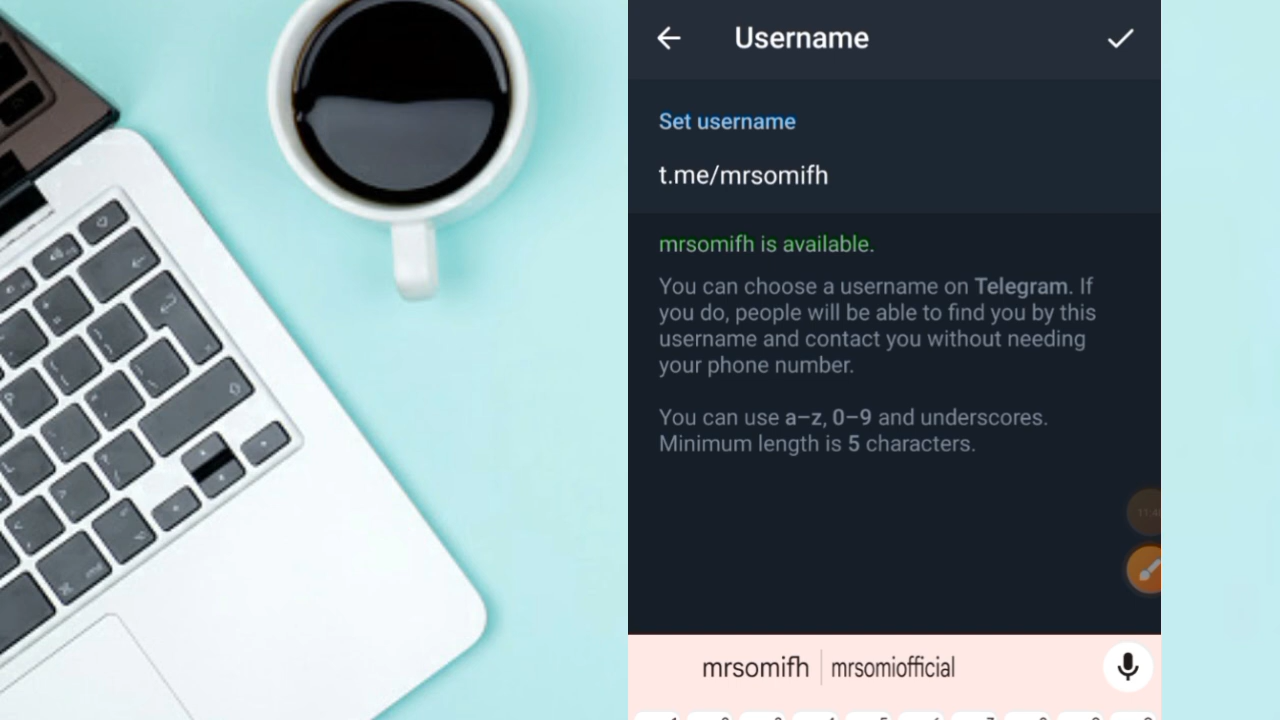 Username
Set username
t.me/mrsomifh
mrsomifh is available.
You can choose a username on Telegram. If
you do, people will be able to find you by this
username and contact you without needing
your phone number.
You can use a–z, 0–9 and underscores.
Minimum length is 5 characters.
mrsomifh mrsomiofficial